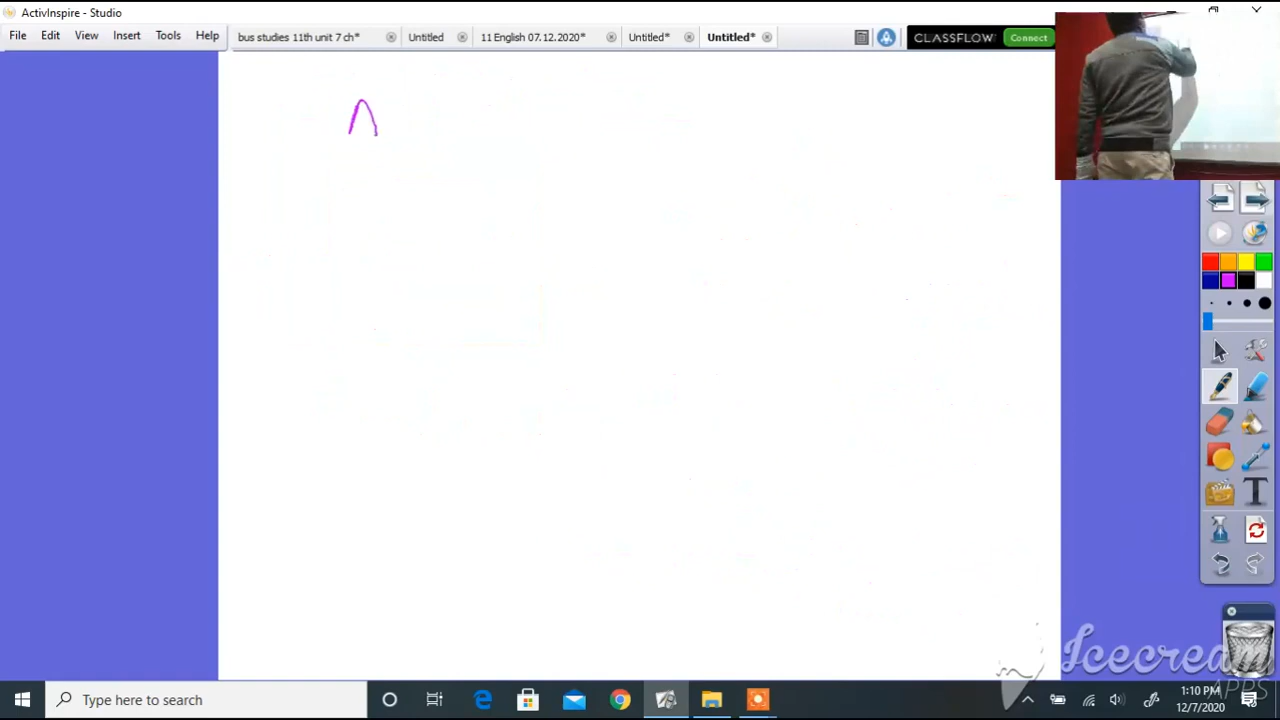 ActivInspire - Studio
File Edit View Insert Tools Help bus studies 11th unit 7 ch* Untitled 11 English 07.12.2020* Untitled* Untitled* CLASSFLOW Connect
T
Icecream
APPS
Type here to search 1:10 PM
12/7/2020